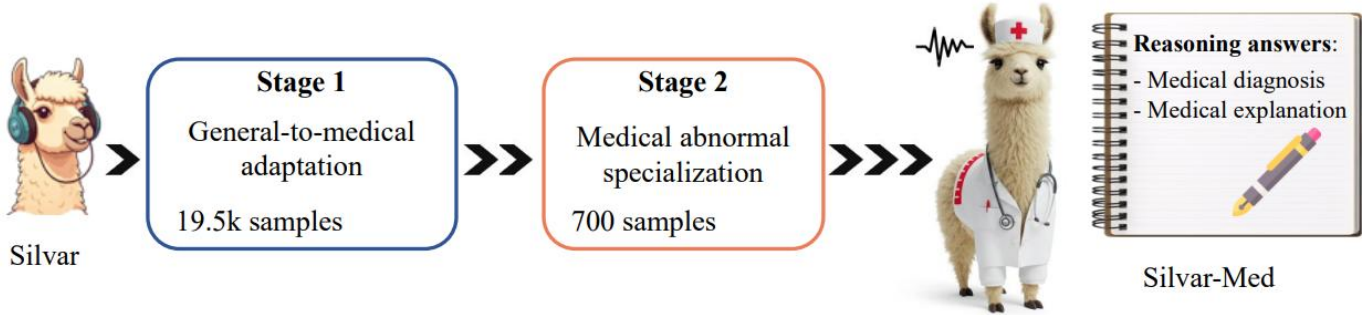 Silvar
Stage 1
General-to-medical
adaptation
19.5k samples
Stage 2
Medical abnormal
specialization
700 samples
Reasoning answers:
- Medical diagnosis
- Medical explanation
Silvar-Med